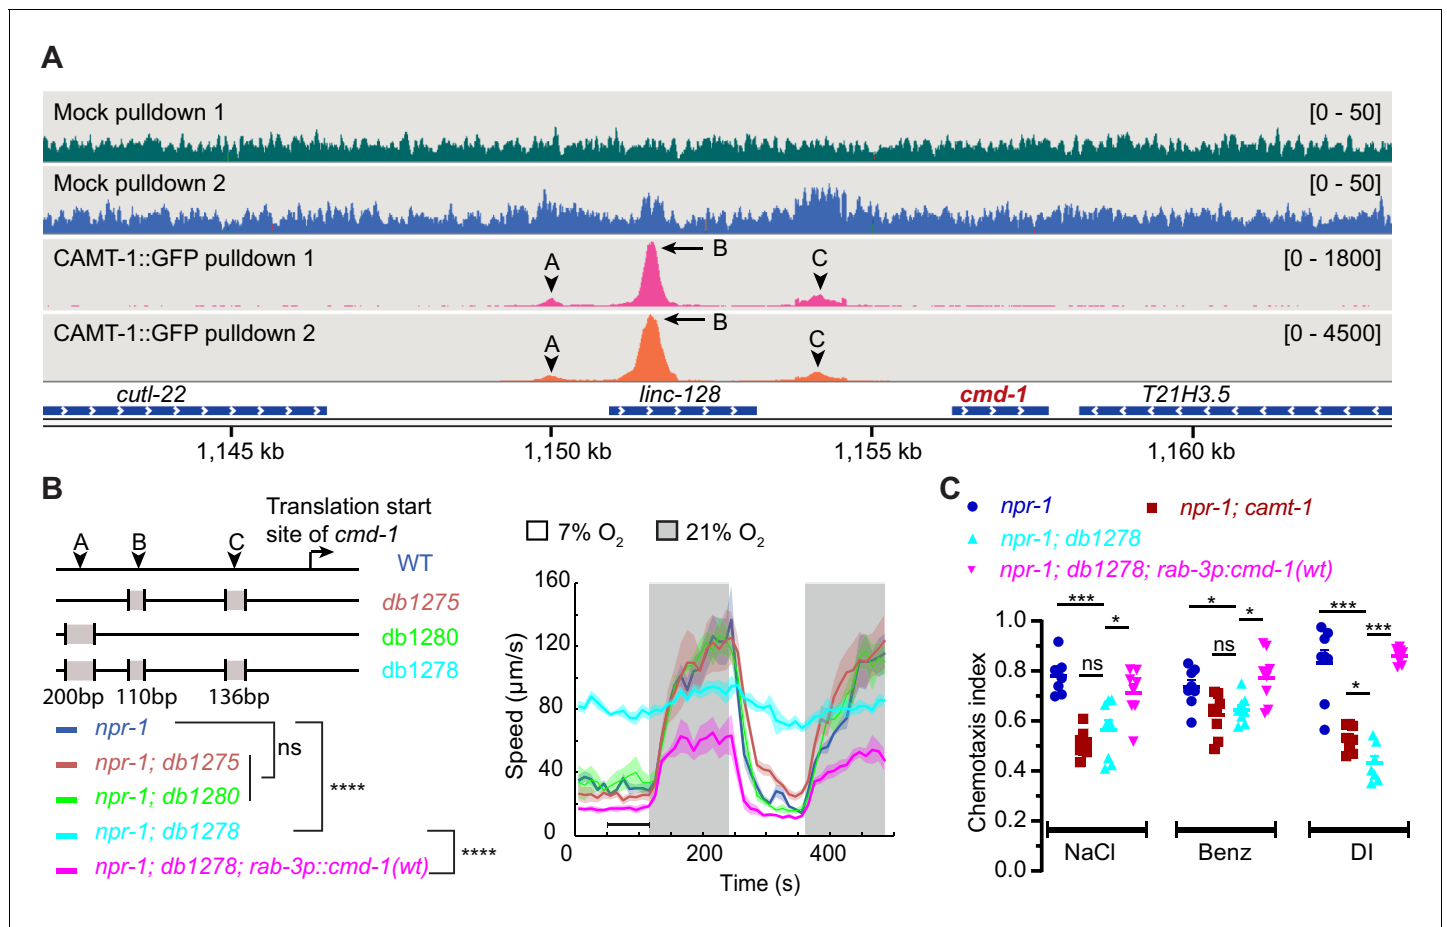 A
Mock pulldown 1 [0 - 50]
Mock pulldown 2 [0 - 50]
CAMT-1::GFP pulldown 1 A B C [0 - 1800]
CAMT-1::GFP pulldown 2 A B C [0 - 4500]
cutl-22 linc-128 cmd-1 T21H3.5
1,145 kb 1,150 kb 1,155 kb 1,160 kb
B
Translation start
site of cmd-1
A B C
WT
db1275
db1280
db1278
200bp 110bp 136bp
npr-1
npr-1; db1275
npr-1; db1280
npr-1; db1278
npr-1; db1278; rab-3p::cmd-1(wt)
ns
****
****
7% O2 21% O2
Speed (µm/s)
160
120
80
40
0
0 200 400
Time (s)
C
npr-1 npr-1; camt-1
npr-1; db1278
npr-1; db1278; rab-3p:cmd-1(wt)
Chemotaxis index
1.0
0.8
0.6
0.4
0.2
0.0
*** * ns
* * ns
*** *** *
NaCl Benz DI